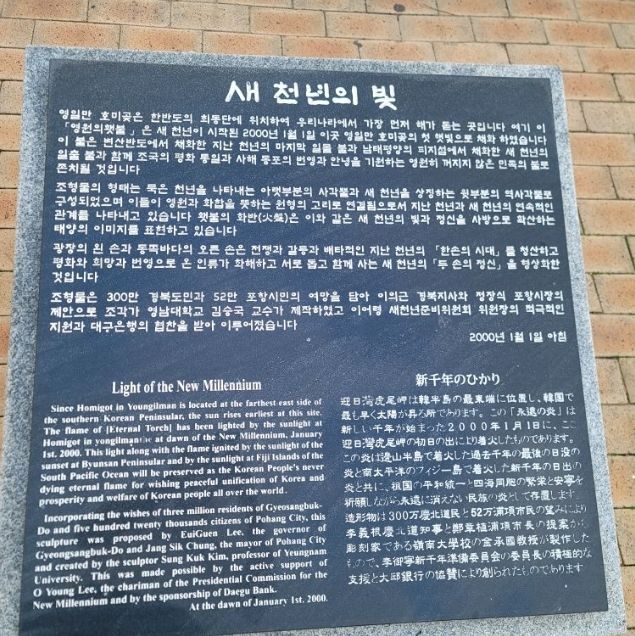 새 천년의 빛
영일만 호미곶은 한반도의 최동단에 위치하여 우리나라에서 가장 먼저 해가 돋는 곳입니다 여기 이
「영원의횃불」은 새 천년이 시작된 2000년 1월 1일 이곳 영일만 호미곶의 첫 햇빛으로 채화 하였습니다
이 불은 변산반도에서 채화한 지난 천년의 마지막 일몰 불과 남태평양의 피지섬에서 채화한 새 천년의
일출 불과 함께 조국의 평화 통일과 사해 동포의 번영과 안녕을 기원하는 영원히 꺼지지 않은 민족의 불로
존치될 것입니다
조형물의 형태는 묵은 천년을 나타내는 아랫부분의 사각물과 새 천년을 상징하는 윗부분의 역사각물로
구성되었으며 이들이 영원과 화합을 뜻하는 원형의 고리로 연결됨으로서 지난 천년과 새 천년의 연속적인
관계를 나타내고 있습니다 횃불의 화반(火盤)은 이와 같은 새 천년의 빛과 정신을 사방으로 확산하는
태양의 이미지를 표현하고 있습니다
광장의 왼 손과 동쪽바다의 오른 손은 전쟁과 갈등과 배타적인 지난 천년의 「한손의 시대」를 청산하고
평화와 희망과 번영으로 온 인류가 화해하고 서로 돕고 함께 사는 새 천년의 「두 손의 정신」을 형상화한
것입니다
조형물은 300만 경북도민과 52만 포항시민의 여망을 담아 이의근 경북지사와 정장식 포항시장의
제안으로 조각가 영남대학교 김승국 교수가 제작하였고 이어령 새천년준비위원회 위원장의 적극적인
지원과 대구은행의 협찬을 받아 이루어졌습니다
2000년 1월 1일 아침
Light of the New Millennium
Since Homigot in Youngilman is located at the farthest east side of
the southern Korean Peninsular, the sun rises earliest at this site.
The flame of [Eternal Torch] has been lighted by the sunlight at
Homigot in yongilman at dawn of the New Millennium, January
1st. 2000. This light along with the flame ignited by the sunlight of the
sunset at Byunsan Peninsular and by the sunlight at Fiji Islands of the
South Pacific Ocean will be preserved as the Korean People's never
dying eternal flame for wishing peaceful unification of Korea and
prosperity and welfare of Korean people all over the world.
Incorporating the wishes of three million residents of Gyeosangbuk-
Do and five hundred twenty thousands citizens of Pohang City, this
sculpture was proposed by EuiGuen Lee, the governor of
Gyeongsangbuk-Do and Jang Sik Chung, the mayor of Pohang City
and created by the sculptor Sung Kuk Kim, professor of Yeungnam
University. This was made possible by the active support of
O Young Lee, the chariman of the Presidential Commission for the
New Millennium and by the sponsership of Daegu Bank.
At the dawn of January 1st. 2000.
新千年のひかり
迎日灣虎尾岬は韓半島の最東端に位置し、韓国で
最も早く太陽が昇る所であります。この「永遠の炎」は
新しい千年が始まった2000年1月1日に、ここ
迎日灣虎尾岬の初日の出により着火したものであります。
この炎は邊山半島で着火した過去千年の最後の日没の
炎と南太平洋のフィジー島で着火した新千年の日出の
炎と共に、祖国の平和統一と四海同胞の繁栄と安寧を
祈願しながら永遠に消えない民族の炎として存置します。
造形物は300万慶北道民と52万浦項市民の望みにより
李義根慶北道知事と鄭章植浦項市長の提案から
彫刻家である嶺南大學校の金承國教授が製作した
もので、李御寧新千年準備委員会の委員長の積極的な
支援と大邱銀行の協賛により創られたものであります